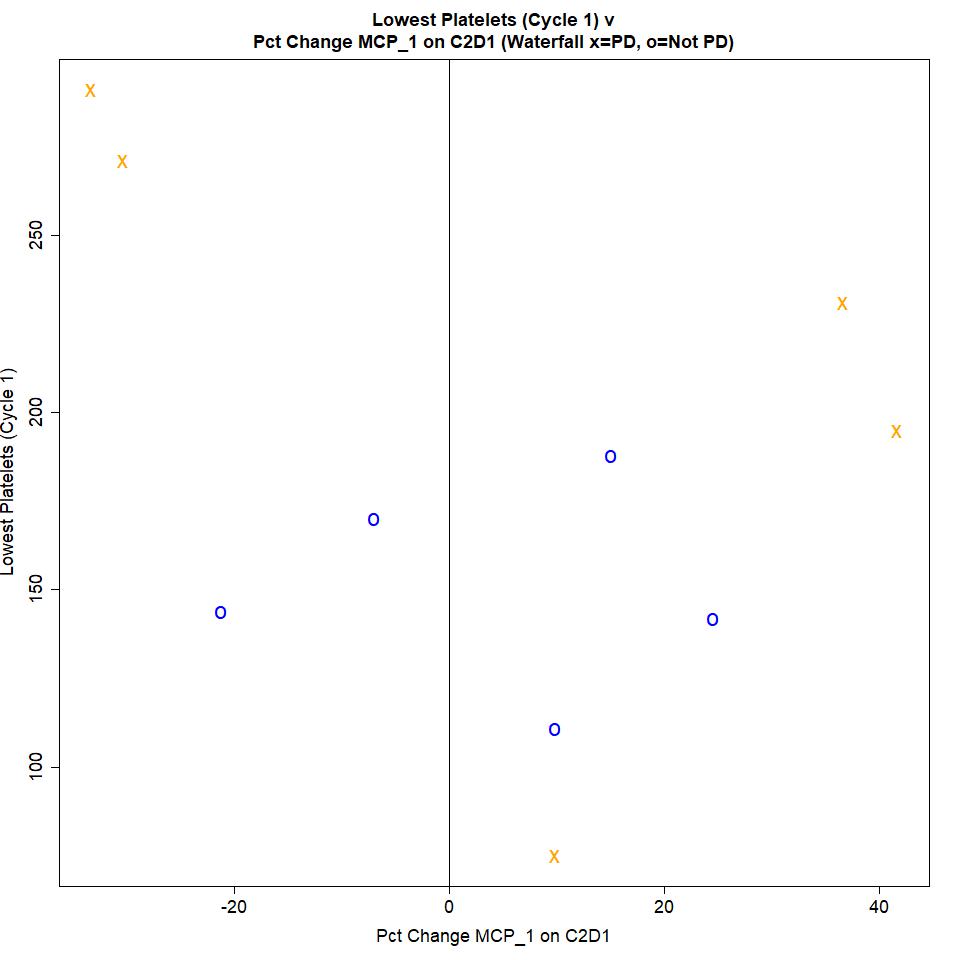 Lowest Platelets (Cycle 1) v
Pct Change MCP_1 on C2D1 (Waterfall x=PD, o=Not PD)
X
X
250
X
Lowest Platelets (Cycle 1)
200
X
O
O
150
O
O
O
100
X
-20
0
20
40
Pct Change MCP_1 on C2D1